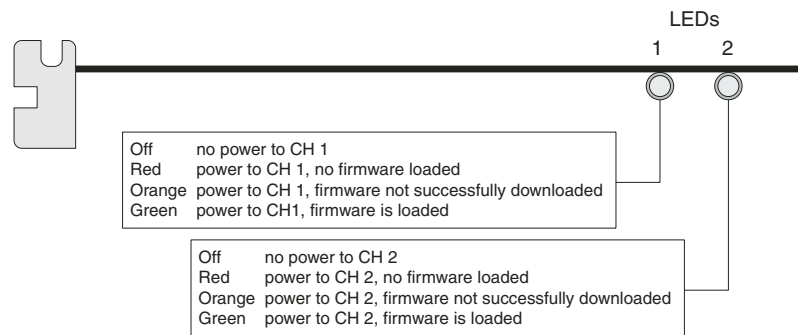 LEDs
1 2
Off no power to CH 1
Red power to CH 1, no firmware loaded
Orange power to CH 1, firmware not successfully downloaded
Green power to CH1, firmware is loaded
Off no power to CH 2
Red power to CH 2, no firmware loaded
Orange power to CH 2, firmware not successfully downloaded
Green power to CH 2, firmware is loaded